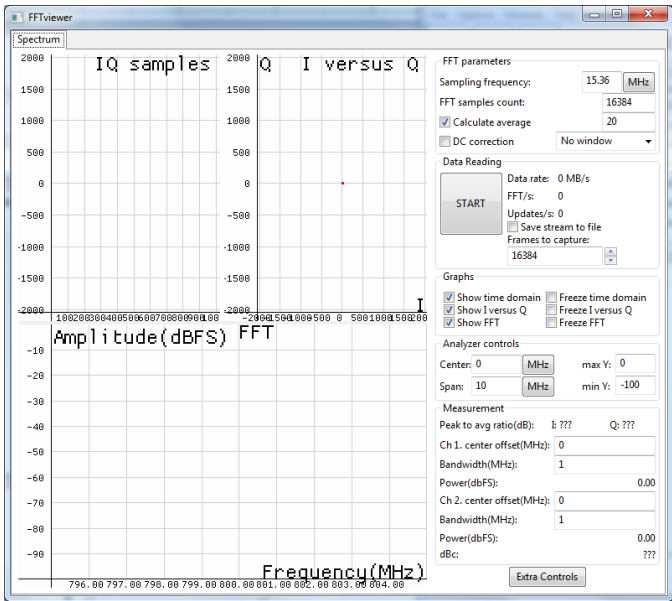 FFTviewer
Spectrum
IQ samples
2000
1500
1000
500
0
-500
-1000
-1500
-2000
100200300400500600700800900100
Q I versus Q
2000
1500
1000
500
0
-500
-1000
-1500
-2000
I
0 500
Amplitude(dBFS) FFT
-10
-20
-30
-40
-50
-60
-70
-80
-90
Frequency(MHz)
796.00 797.00 798.00 799.00 800.00 801.00 802.00 803.00 804.00
FFT parameters
Sampling frequency: 15.36 MHz
FFT samples count: 16384
Calculate average 20
DC correction No window
Data Reading
START
Data rate: 0 MB/s
FFT/s: 0
Updates/s: 0
Save stream to file
Frames to capture:
16384
Graphs
Show time domain Freeze time domain
Show I versus Q Freeze I versus Q
Show FFT Freeze FFT
Analyzer controls
Center: 0 MHz max Y: 0
Span: 10 MHz min Y: -100
Measurement
Peak to avg ratio(dB): I: ??? Q: ???
Ch 1. center offset(MHz): 0
Bandwidth(MHz): 1
Power(dbFS): 0.00
Ch 2. center offset(MHz): 0
Bandwidth(MHz): 1
Power(dbFS): 0.00
dBc: ???
Extra Controls